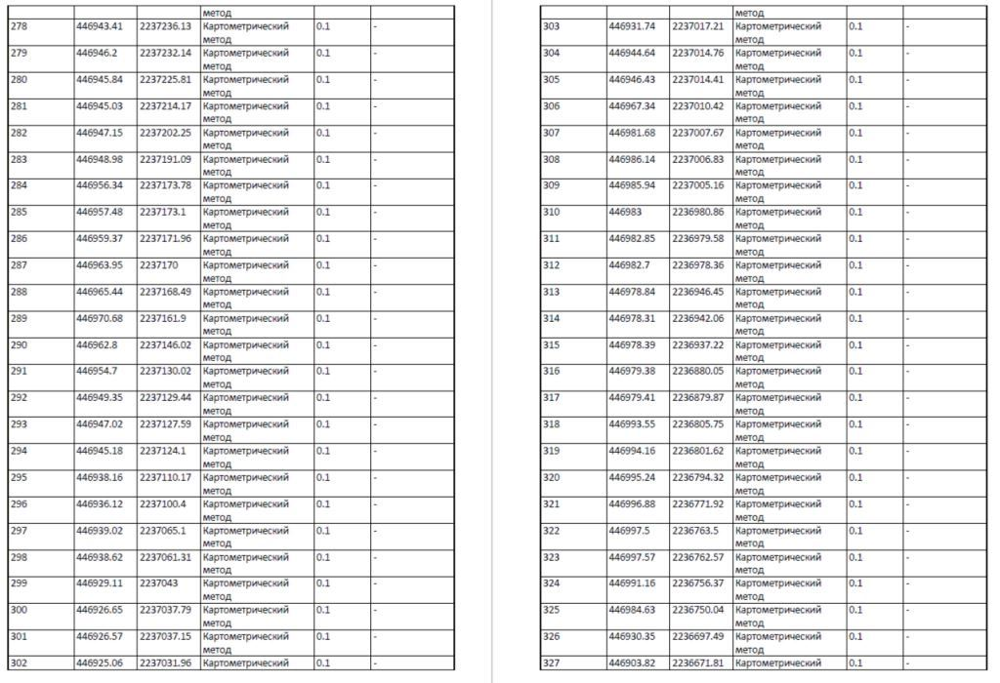 метод
278 446943.41 2237236.13 Картометрический 0.1 -
метод
279 446946.2 2237232.14 Картометрический 0.1 -
метод
280 446945.84 2237225.81 Картометрический 0.1 -
метод
281 446945.03 2237214.17 Картометрический 0.1 -
метод
282 446947.15 2237202.25 Картометрический 0.1 -
метод
283 446948.98 2237191.09 Картометрический 0.1 -
метод
284 446956.34 2237173.78 Картометрический 0.1 -
метод
285 446957.48 2237173.1 Картометрический 0.1 -
метод
286 446959.37 2237171.96 Картометрический 0.1 -
метод
287 446963.95 2237170 Картометрический 0.1 -
метод
288 446965.44 2237168.49 Картометрический 0.1 -
метод
289 446970.68 2237161.9 Картометрический 0.1 -
метод
290 446962.8 2237146.02 Картометрический 0.1 -
метод
291 446954.7 2237130.02 Картометрический 0.1 -
метод
292 446949.35 2237129.44 Картометрический 0.1 -
метод
293 446947.02 2237127.59 Картометрический 0.1 -
метод
294 446945.18 2237124.1 Картометрический 0.1 -
метод
295 446938.16 2237110.17 Картометрический 0.1 -
метод
296 446936.12 2237100.4 Картометрический 0.1 -
метод
297 446939.02 2237065.1 Картометрический 0.1 -
метод
298 446938.62 2237061.31 Картометрический 0.1 -
метод
299 446929.11 2237043 Картометрический 0.1 -
метод
300 446926.65 2237037.79 Картометрический 0.1 -
метод
301 446926.57 2237037.15 Картометрический 0.1 -
метод
302 446925.06 2237031.96 Картометрический 0.1 -
метод
303 446931.74 2237017.21 Картометрический 0.1 -
метод
304 446944.64 2237014.76 Картометрический 0.1 -
метод
305 446946.43 2237014.41 Картометрический 0.1 -
метод
306 446967.34 2237010.42 Картометрический 0.1 -
метод
307 446981.68 2237007.67 Картометрический 0.1 -
метод
308 446986.14 2237006.83 Картометрический 0.1 -
метод
309 446985.94 2237005.16 Картометрический 0.1 -
метод
310 446983 2236980.86 Картометрический 0.1 -
метод
311 446982.85 2236979.58 Картометрический 0.1 -
метод
312 446982.7 2236978.36 Картометрический 0.1 -
метод
313 446978.84 2236946.45 Картометрический 0.1 -
метод
314 446978.31 2236942.06 Картометрический 0.1 -
метод
315 446978.39 2236937.22 Картометрический 0.1 -
метод
316 446979.38 2236880.05 Картометрический 0.1 -
метод
317 446979.41 2236879.87 Картометрический 0.1 -
метод
318 446993.55 2236805.75 Картометрический 0.1 -
метод
319 446994.16 2236801.62 Картометрический 0.1 -
метод
320 446995.24 2236794.32 Картометрический 0.1 -
метод
321 446996.88 2236771.92 Картометрический 0.1 -
метод
322 446997.5 2236763.5 Картометрический 0.1 -
метод
323 446997.57 2236762.57 Картометрический 0.1 -
метод
324 446991.16 2236756.37 Картометрический 0.1 -
метод
325 446984.63 2236750.04 Картометрический 0.1 -
метод
326 446930.35 2236697.49 Картометрический 0.1 -
метод
327 446903.82 2236671.81 Картометрический 0.1 -